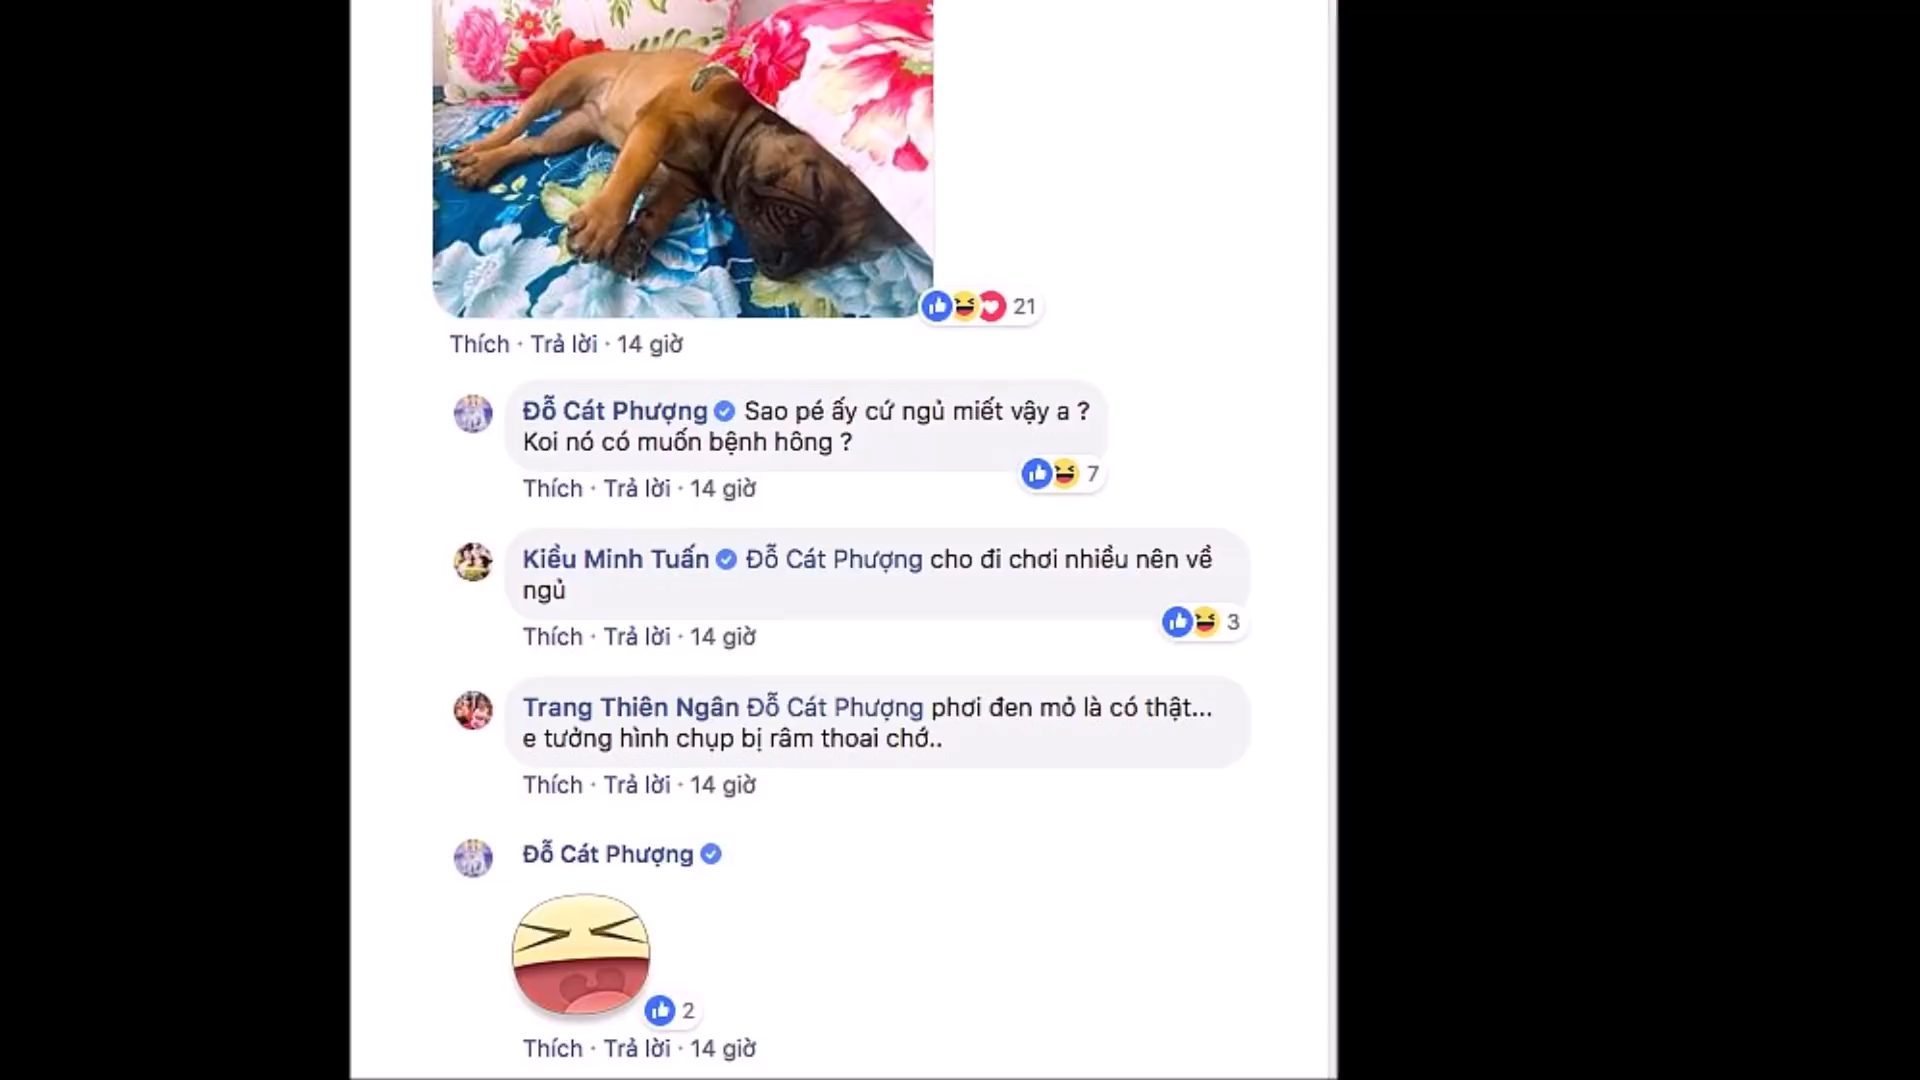 21
Thích · Trả lời · 14 giờ
Đỗ Cát Phượng Sao pé ấy cứ ngủ miết vậy a ?
Koi nó có muốn bệnh hông ?
7
Thích · Trả lời · 14 giờ
Kiều Minh Tuấn Đỗ Cát Phượng cho đi chơi nhiều nên về
ngủ
3
Thích · Trả lời · 14 giờ
Trang Thiên Ngân Đỗ Cát Phượng phơi đen mỏ là có thật...
e tưởng hình chụp bị râm thoai chớ..
Thích · Trả lời · 14 giờ
Đỗ Cát Phượng
2
Thích · Trả lời · 14 giờ